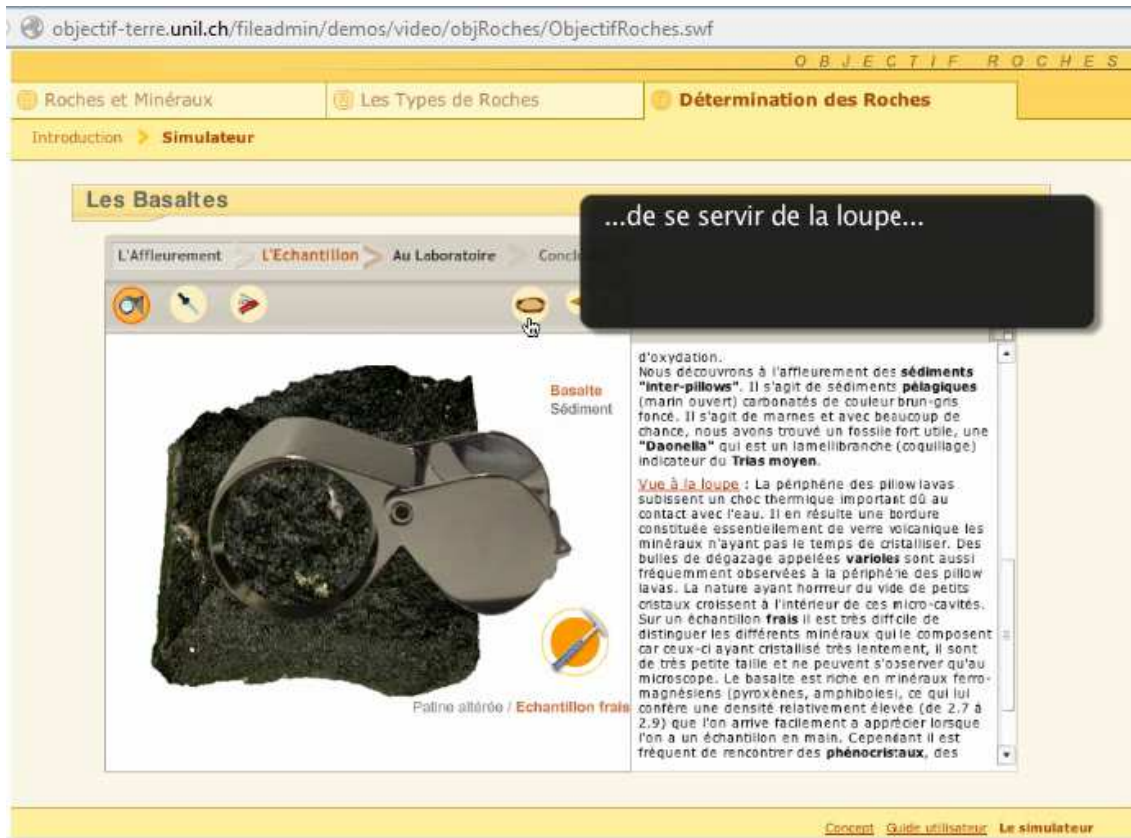 objectif-terre.unil.ch/fileadmin/demos/video/objRoches/ObjectifRoches.swf
OBJECTIF ROCHES
Roches et Minéraux
Les Types de Roches
Détermination des Roches
Introduction > Simulateur
Les Basaltes
...de se servir de la loupe...
L'Affleurement
L'Echantillon
Au Laboratoire
Basalte
Sédiment
Patine altérée / Echantillon frais
d'oxydation.
Nous découvrons à l'affleurement des sédiments
"inter-pillows". Il s'agit de sédiments pélagiques
(marin ouvert) carbonatés de couleur brun-gris
foncé. Il s'agit de marnes et avec beaucoup de
chance, nous avons trouvé un fossile fort utile, une
"Daonella" qui est un lamellibranche (coquillage)
indicateur du Trias moyen.
Vue à la loupe : La périphérie des pillow lavas
subissent un choc thermique important dû au
contact avec l'eau. Il en résulte une bordure
constituée essentiellement de verre volcanique les
minéraux n'ayant pas le temps de cristalliser. Des
bulles de dégazage appelées varioles sont aussi
fréquemment observées à la périphérie des pillow
lavas. La nature ayant horrreur du vide de petits
cristaux croissent à l'intérieur de ces micro-cavités.
Sur un échantillon frais il est très difficile de
distinguer les différents minéraux qui le composent
car ceux-ci ayant cristallisé très lentement, il sont
de très petite taille et ne peuvent s'observer qu'au
microscope. Le basalte est riche en minéraux ferro-
magnésiens (pyroxènes, amphiboles), ce qui lui
confère une densité relativement élevée (de 2.7 à
2.9) que l'on arrive facilement a apprécier lorsque
l'on a un échantillon en main. Cependant il est
fréquent de rencontrer des phénocristaux, des
Concept Guide utilisateur Le simulateur